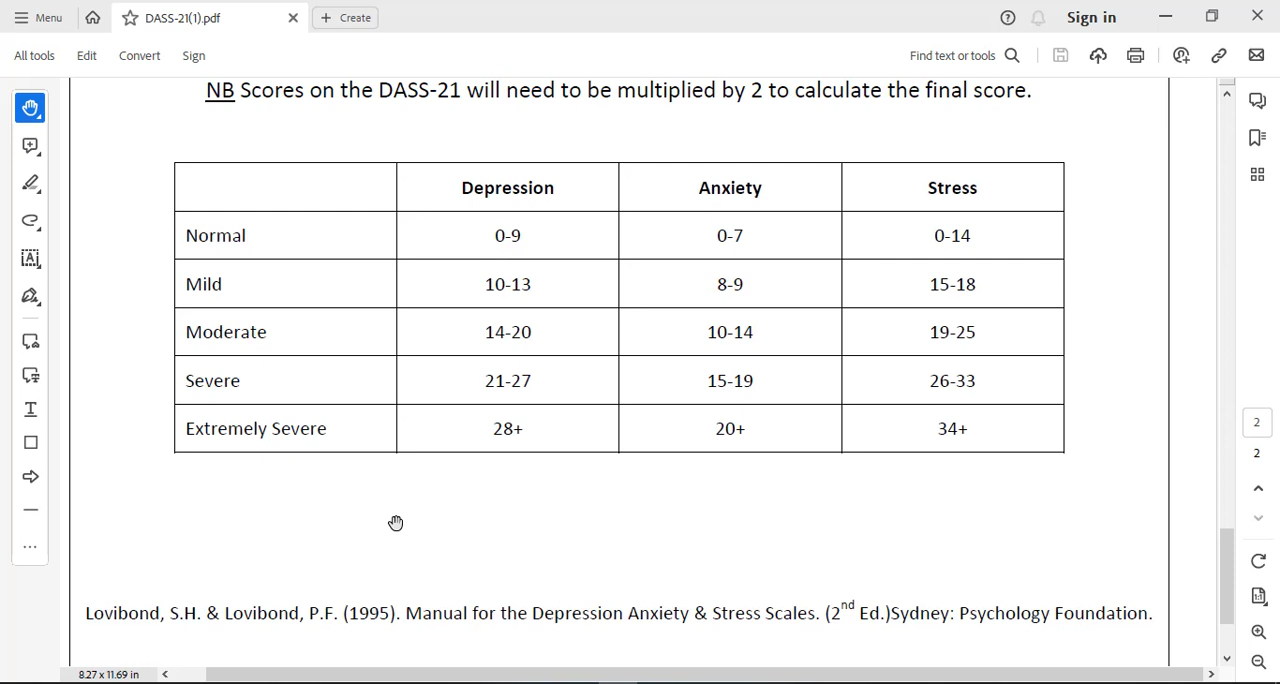 Menu
DASS-21(1).pdf
Create
Sign in
All tools
Edit
Convert
Sign
Find text or tools
NB Scores on the DASS-21 will need to be multiplied by 2 to calculate the final score.
Depression Anxiety Stress
Normal 0-9 0-7 0-14
Mild 10-13 8-9 15-18
Moderate 14-20 10-14 19-25
Severe 21-27 15-19 26-33
Extremely Severe 28+ 20+ 34+
2
2
Lovibond, S.H. & Lovibond, P.F. (1995). Manual for the Depression Anxiety & Stress Scales. (2nd Ed.)Sydney: Psychology Foundation.
8.27 x 11.69 in